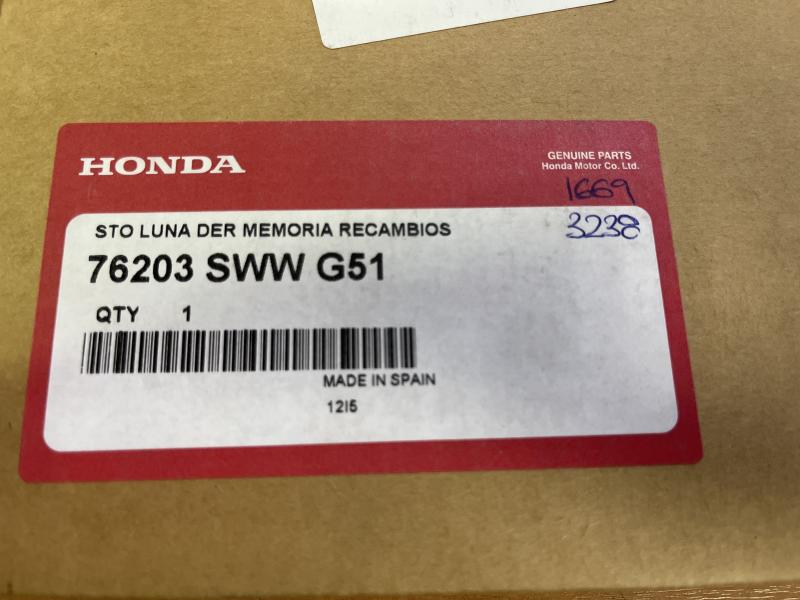 HONDA
GENUINE PARTS
Honda Motor Co. Ltd.
1669
3238
STO LUNA DER MEMORIA RECAMBIOS
76203 SWW G51
QTY 1
MADE IN SPAIN
12I5